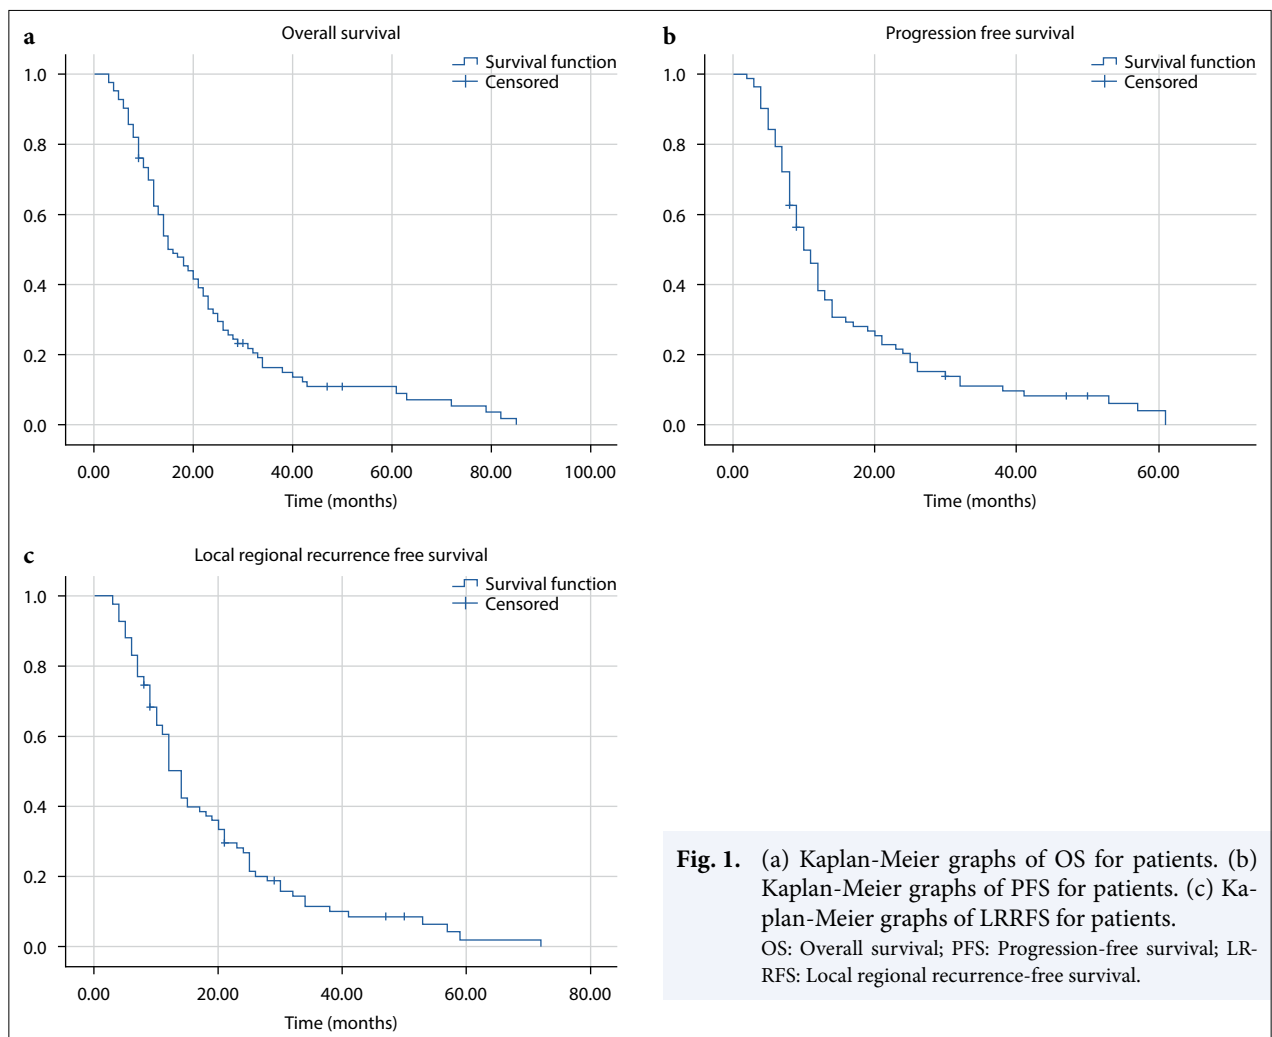 a
Overall survival
Survival function
Censored
1.0
0.8
0.6
0.4
0.2
0.0
0.00 20.00 40.00 60.00 80.00 100.00
Time (months)
b
Progression free survival
Survival function
Censored
1.0
0.8
0.6
0.4
0.2
0.0
0.00 20.00 40.00 60.00
Time (months)
c
Local regional recurrence free survival
Survival function
Censored
1.0
0.8
0.6
0.4
0.2
0.0
0.00 20.00 40.00 60.00 80.00
Time (months)
Fig. 1. (a) Kaplan-Meier graphs of OS for patients. (b)
Kaplan-Meier graphs of PFS for patients. (c) Ka-
plan-Meier graphs of LRRFS for patients.
OS: Overall survival; PFS: Progression-free survival; LR-
RFS: Local regional recurrence-free survival.